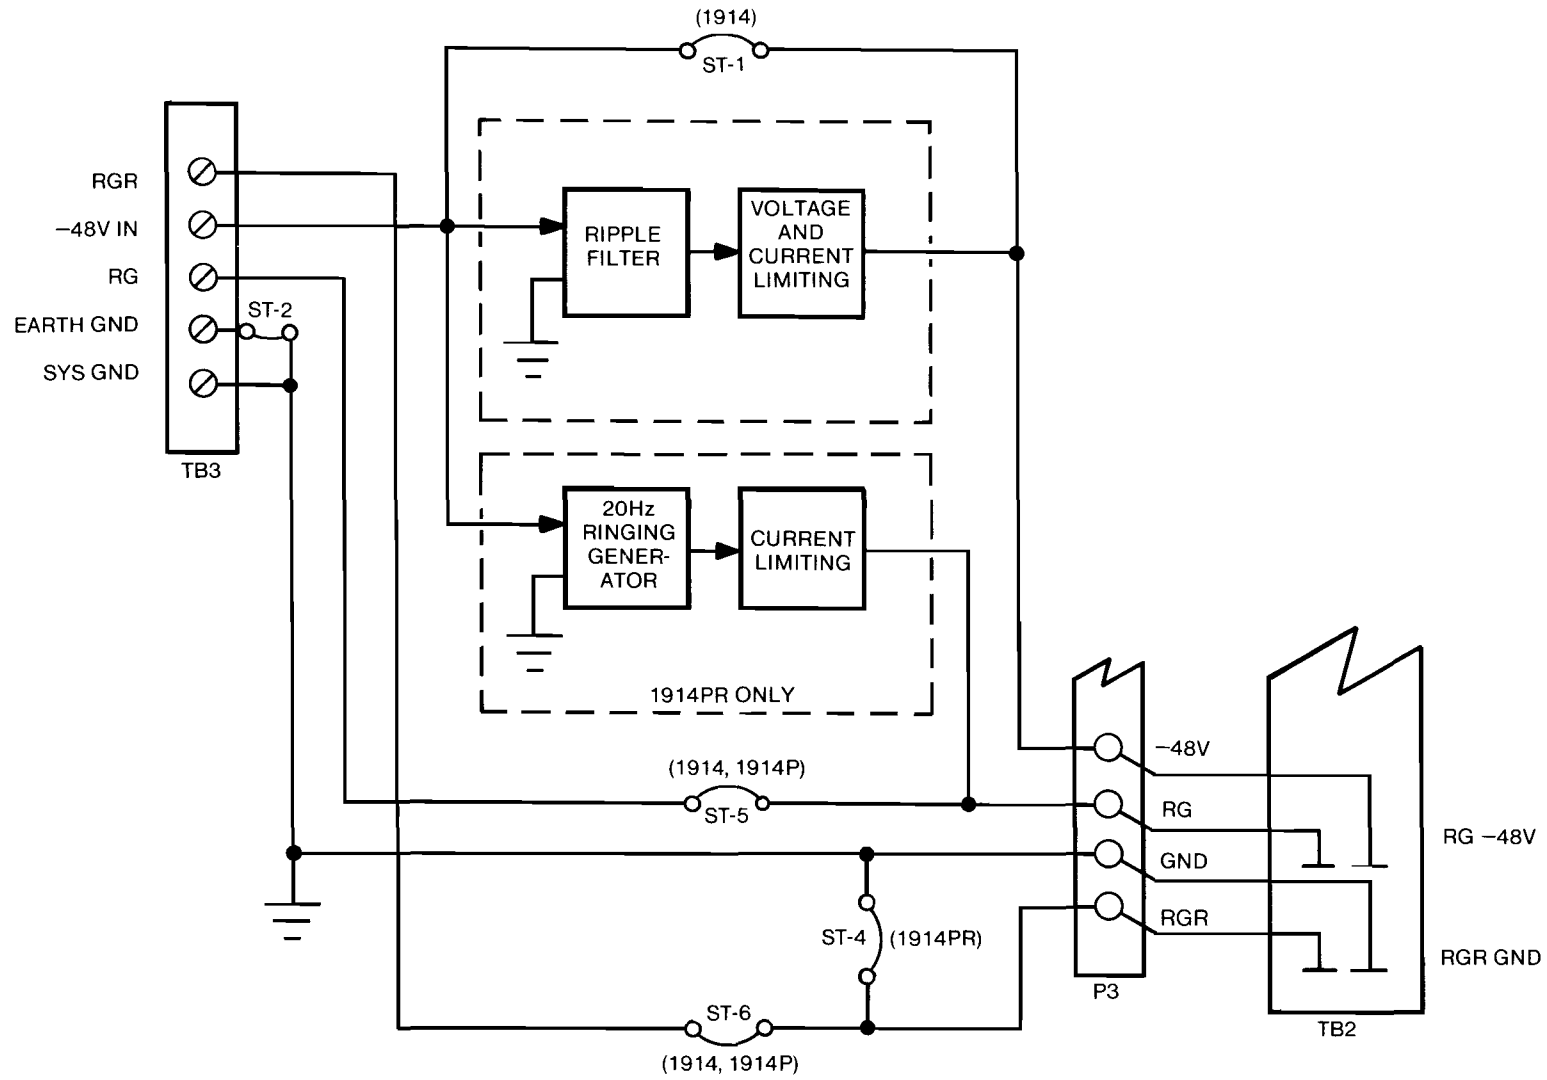 (1914)
ST-1
RGR
−48V IN
RG
EARTH GND
SYS GND
ST-2
TB3
RIPPLE
FILTER
VOLTAGE
AND
CURRENT
LIMITING
20Hz
RINGING
GENER-
ATOR
CURRENT
LIMITING
1914PR ONLY
(1914, 1914P)
ST-5
−48V
RG
GND
RGR
P3
RG −48V
RGR GND
TB2
ST-4
(1914PR)
ST-6
(1914, 1914P)